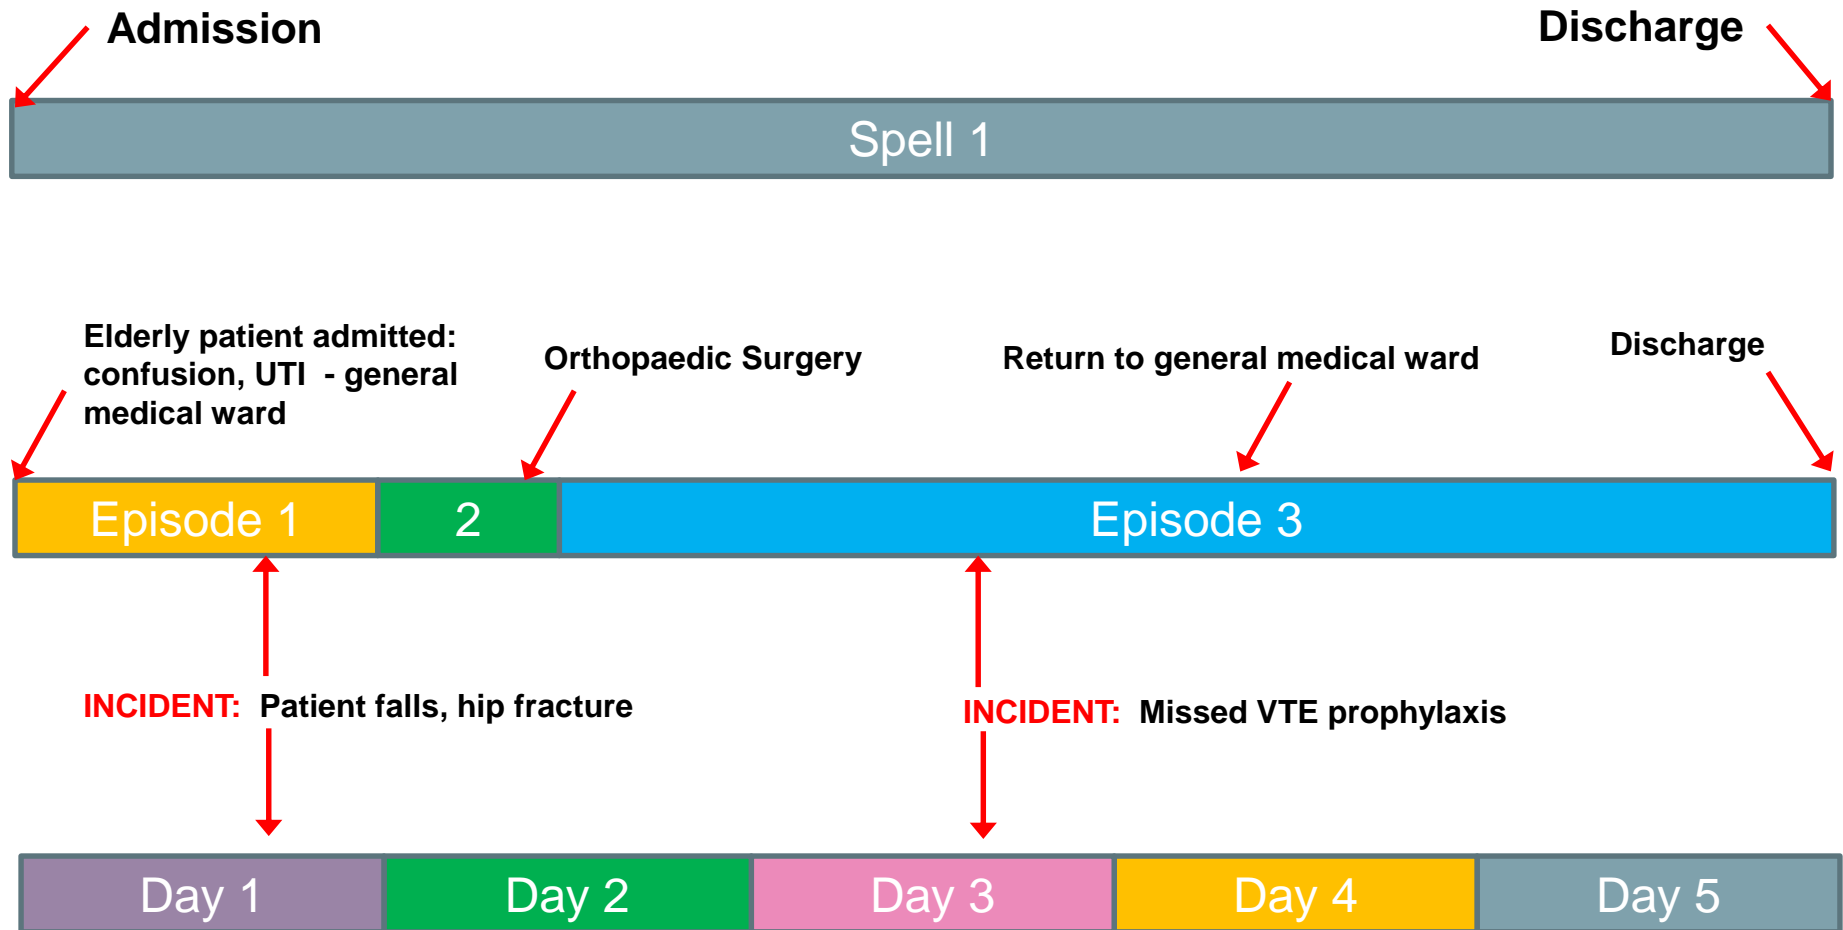 Admission
Discharge
Spell 1
Elderly patient admitted:
confusion, UTI  - general
medical ward
Orthopaedic Surgery
Return to general medical ward
Discharge
Episode 1
2
Episode 3
INCIDENT:  Patient falls, hip fracture
INCIDENT:  Missed VTE prophylaxis
Day 1
Day 2
Day 3
Day 4
Day 5